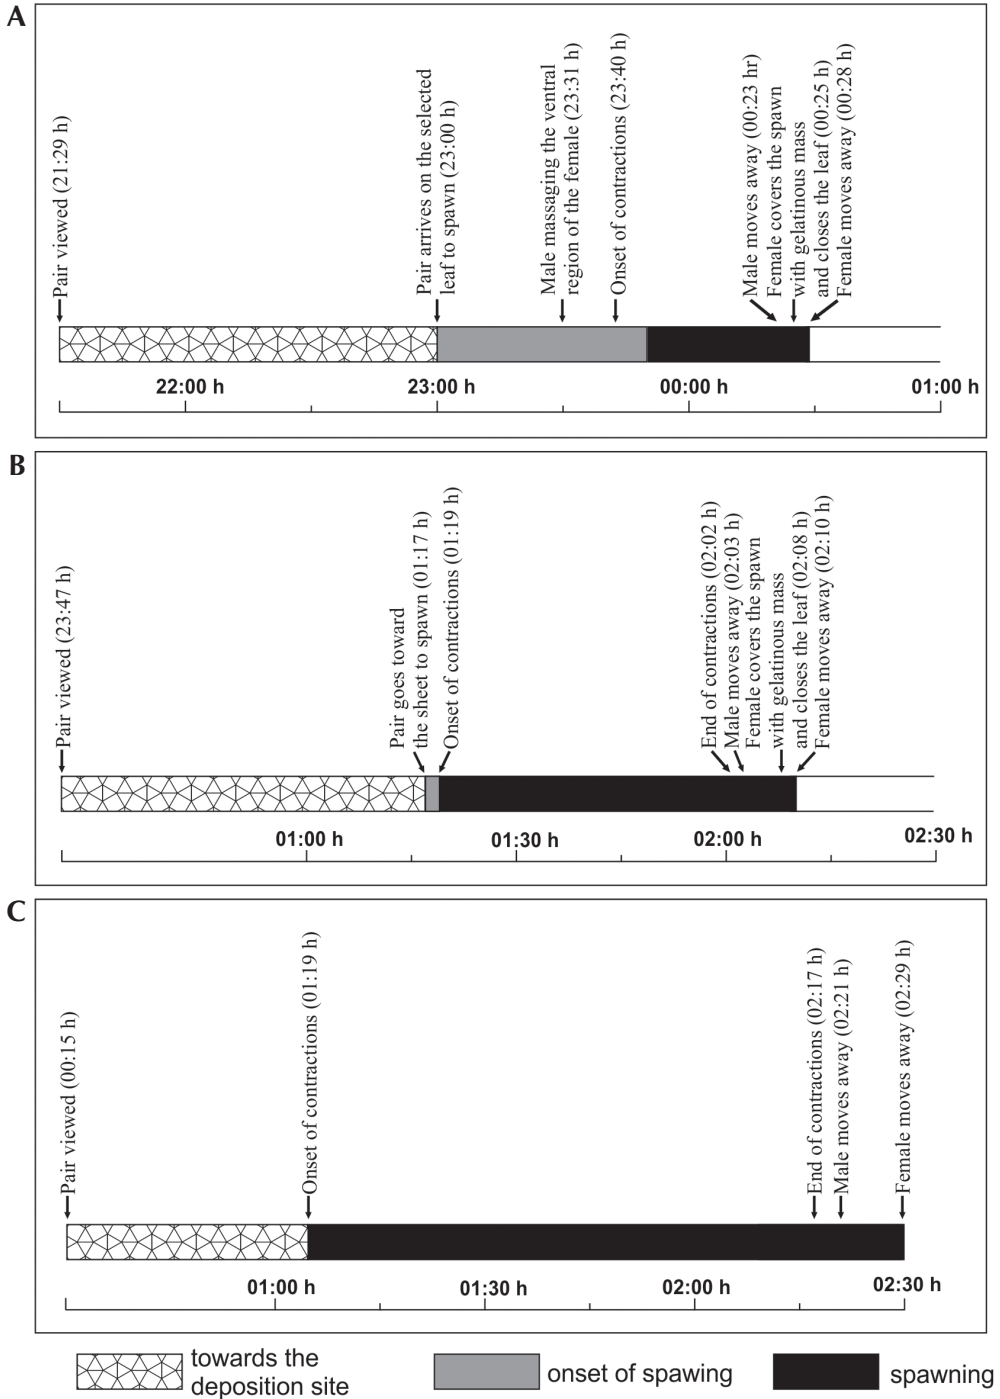 A
Pair viewed (21:29 h)
Pair arrives on the selected
leaf to spawn (23:00 h)
Male massaging the ventral
region of the female (23:31 h)
Onset of contractions (23:40 h)
Male moves away (00:23 hr)
Female covers the spawn
with gelatinous mass
and closes the leaf (00:25 h)
Female moves away (00:28 h)
22:00 h
23:00 h
00:00 h
01:00 h
B
Pair viewed (23:47 h)
Pair goes toward
the sheet to spawn (01:17 h)
Onset of contractions (01:19 h)
End of contractions (02:02 h)
Male moves away (02:03 h)
Female covers the spawn
with gelatinous mass
and closes the leaf (02:08 h)
Female moves away (02:10 h)
01:00 h
01:30 h
02:00 h
02:30 h
C
Pair viewed (00:15 h)
Onset of contractions (01:19 h)
End of contractions (02:17 h)
Male moves away (02:21 h)
Female moves away (02:29 h)
01:00 h
01:30 h
02:00 h
02:30 h
towards the
deposition site
onset of spawing
spawning